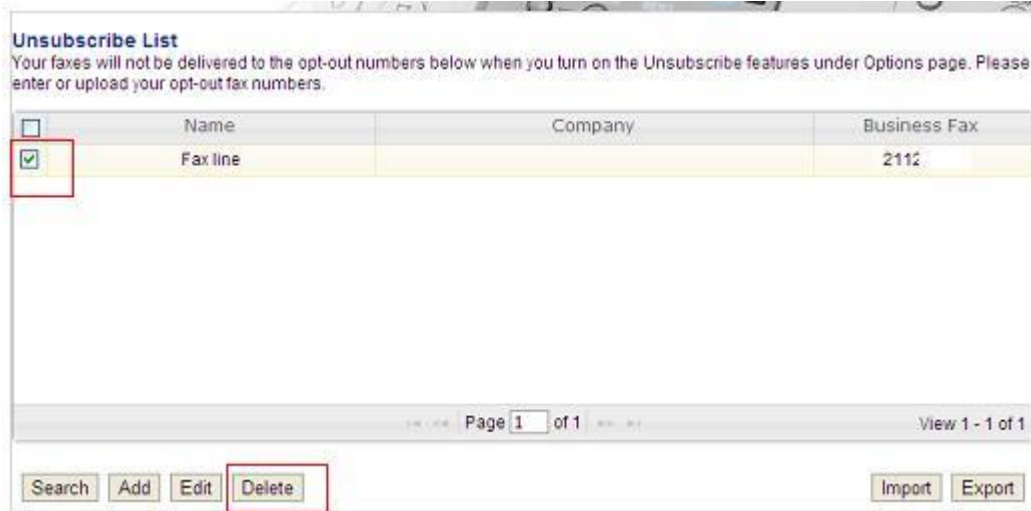 Unsubscribe List
Your faxes will not be delivered to the opt-out numbers below when you turn on the Unsubscribe features under Options page. Please
enter or upload your opt-out fax numbers.
Name Company Business Fax
Fax line 2112
Page 1 of 1 View 1 - 1 of 1
Search Add Edit Delete Import Export